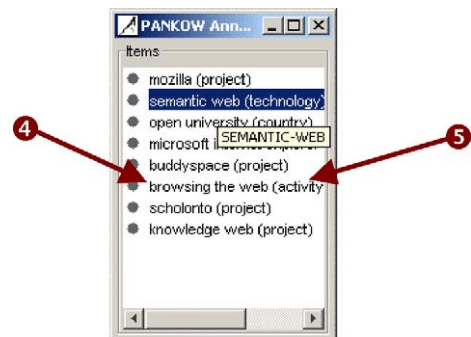 PANKOW Ann...
Items
mozilla (project)
semantic web (technology)
open university (country)
SEMANTIC-WEB
microsoft
buddyspace (project)
4
browsing the web (activity
5
scholonto (project)
knowledge web (project)